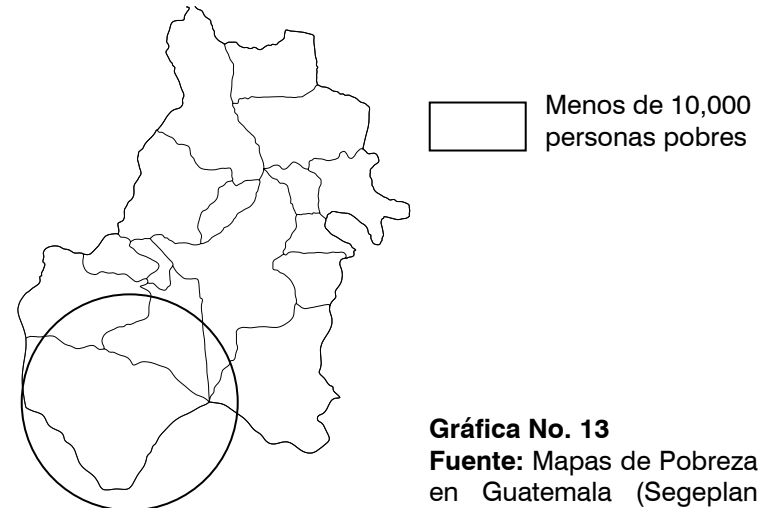 Menos de 10,000
personas pobres
Gráfica No. 13
Fuente: Mapas de Pobreza
en Guatemala (Segeplan